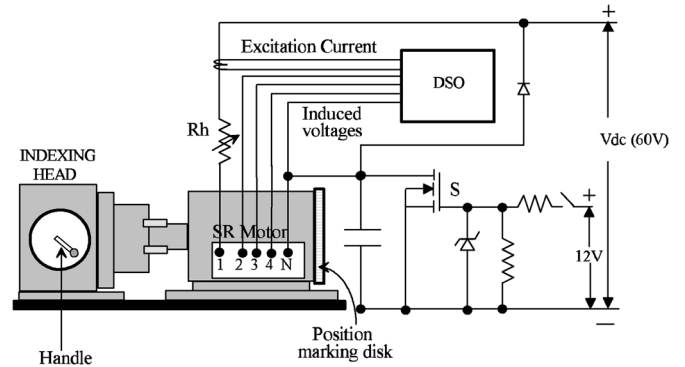 +
Excitation Current
DSO
Rh
Induced
voltages
Vdc (60V)
INDEXING
HEAD
S
+
SR Motor
1 2 3 4 N
12V
Position
marking disk
Handle